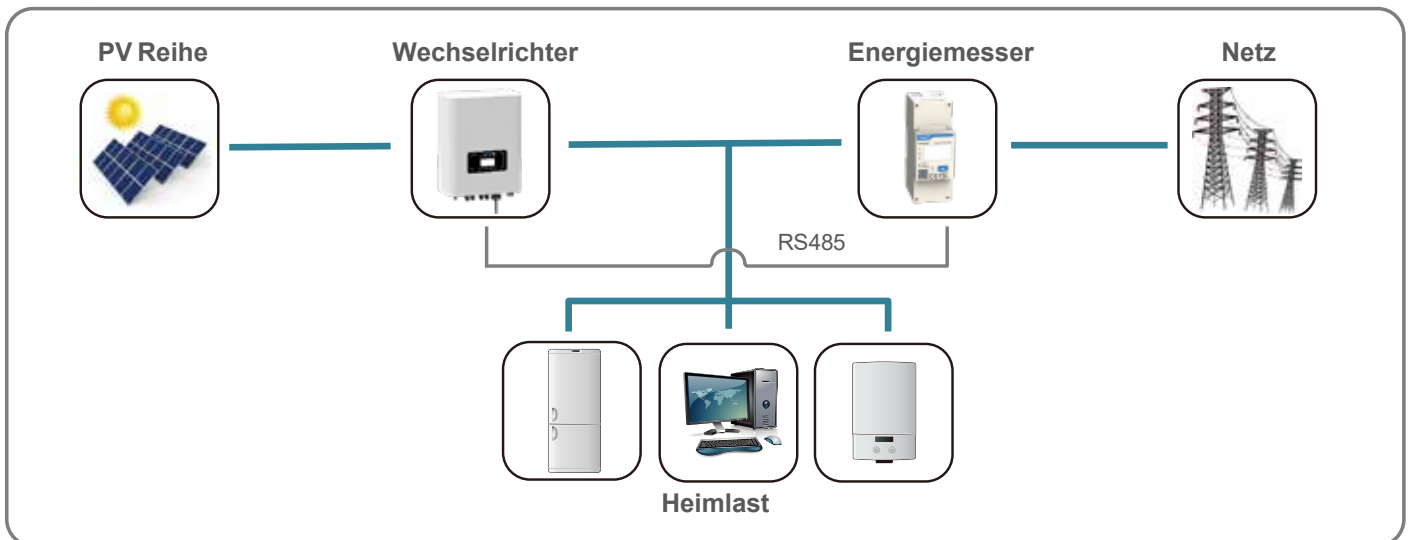 PV Reihe
Wechselrichter
Energiemesser
Netz
RS485
Heimlast